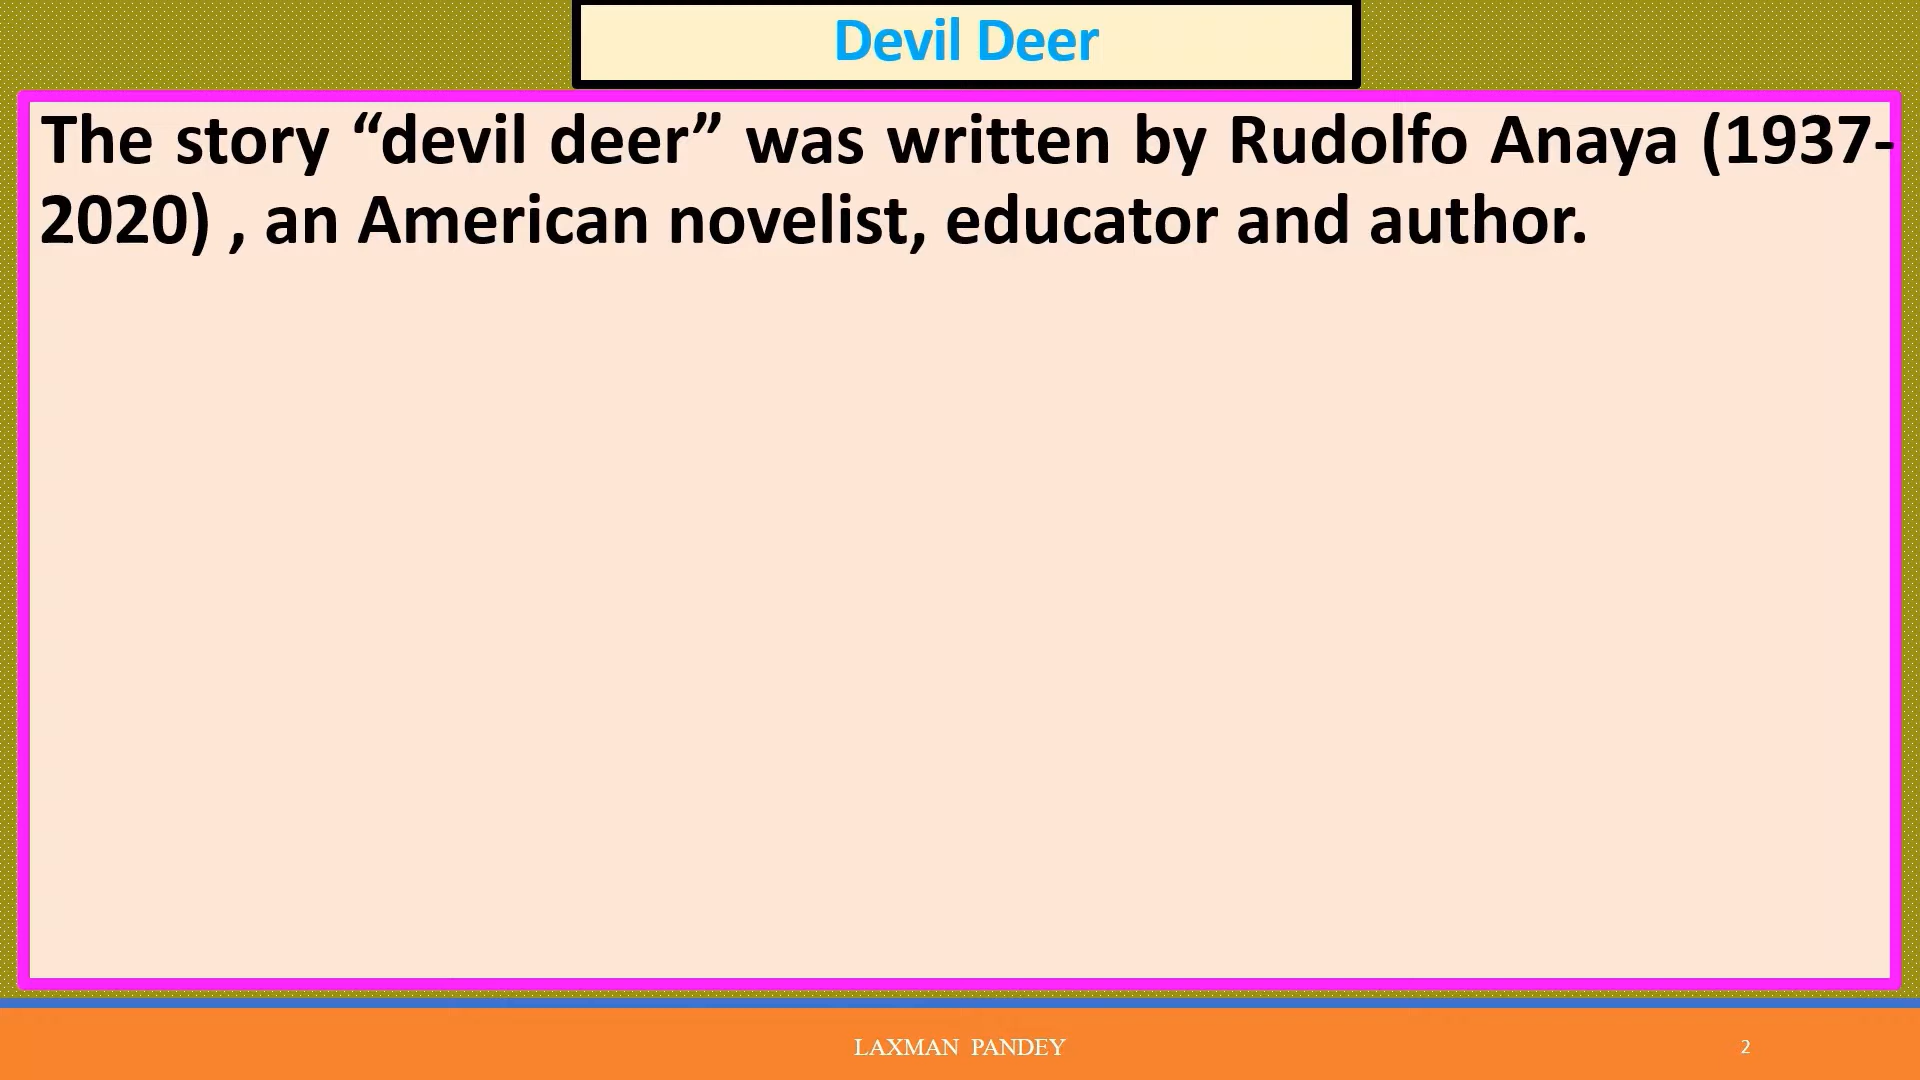 Devil Deer
The story “devil deer” was written by Rudolfo Anaya (1937-
2020) , an American novelist, educator and author.
LAXMAN PANDEY
2